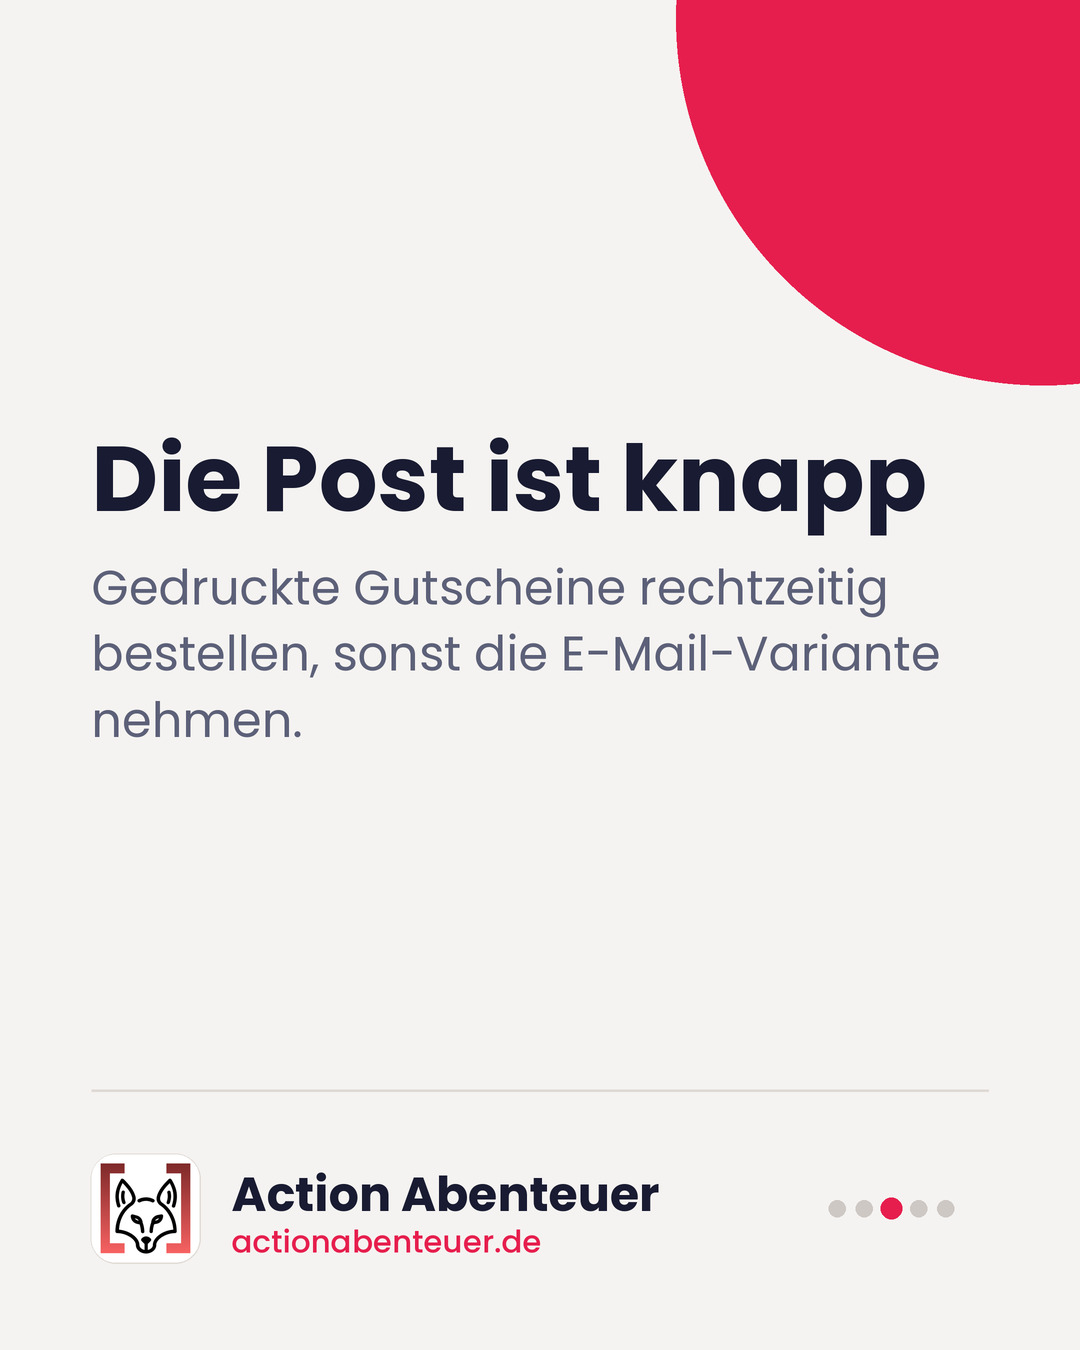 Die Post ist knapp
Gedruckte Gutscheine rechtzeitig
bestellen, sonst die E-Mail-Variante
nehmen.
Action Abenteuer
actionabenteuer.de